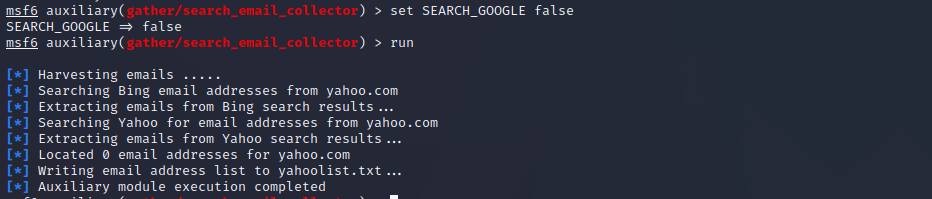 msf6 auxiliary(gather/search_email_collector) > set SEARCH_GOOGLE false
SEARCH_GOOGLE => false
msf6 auxiliary(gather/search_email_collector) > run
[*] Harvesting emails .....
[*] Searching Bing email addresses from yahoo.com
[*] Extracting emails from Bing search results...
[*] Searching Yahoo for email addresses from yahoo.com
[*] Extracting emails from Yahoo search results...
[*] Located 0 email addresses for yahoo.com
[*] Writing email address list to yahoolist.txt...
[*] Auxiliary module execution completed